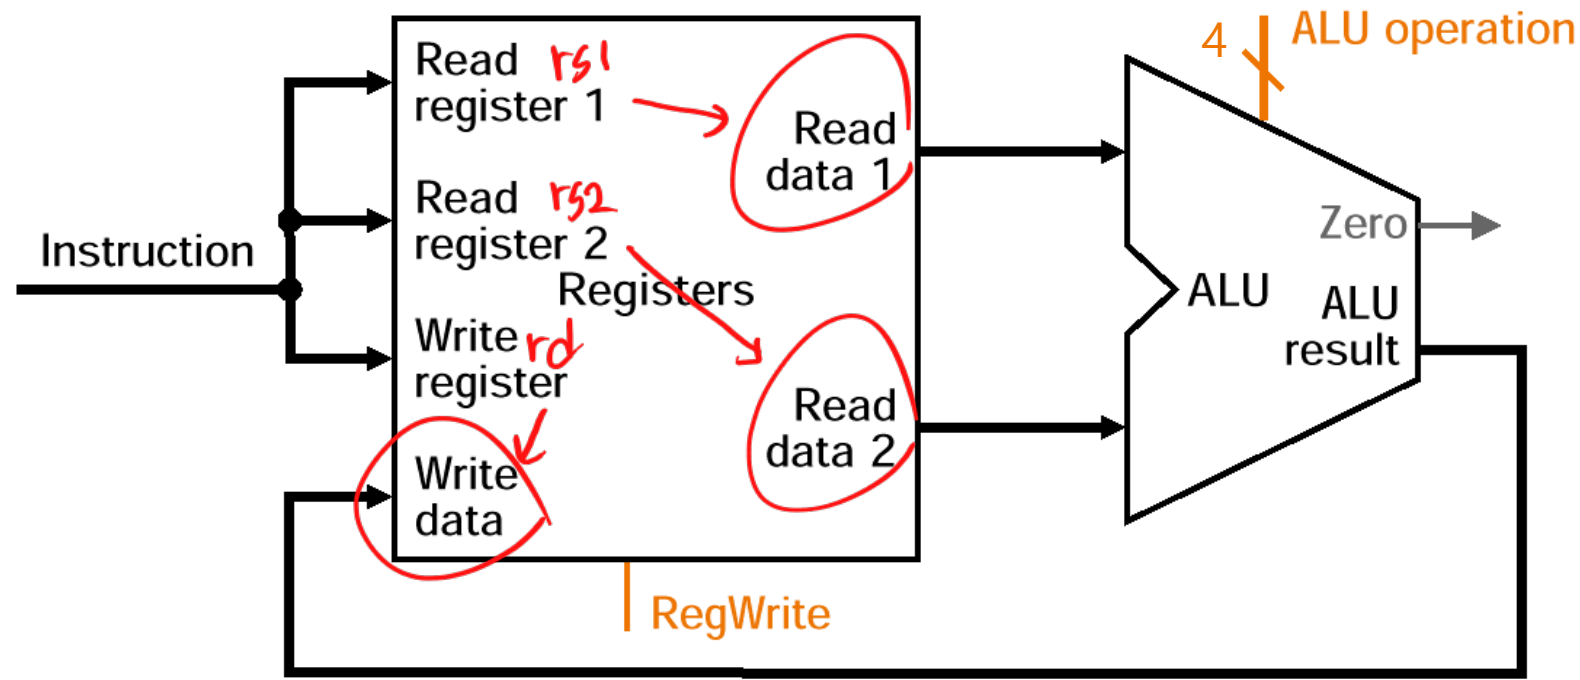 Instruction
Read rs1
register 1
Read rs2
register 2
Registers
Write rd
register
Write
data
Read
data 1
Read
data 2
RegWrite
4
ALU operation
Zero
ALU
ALU
result